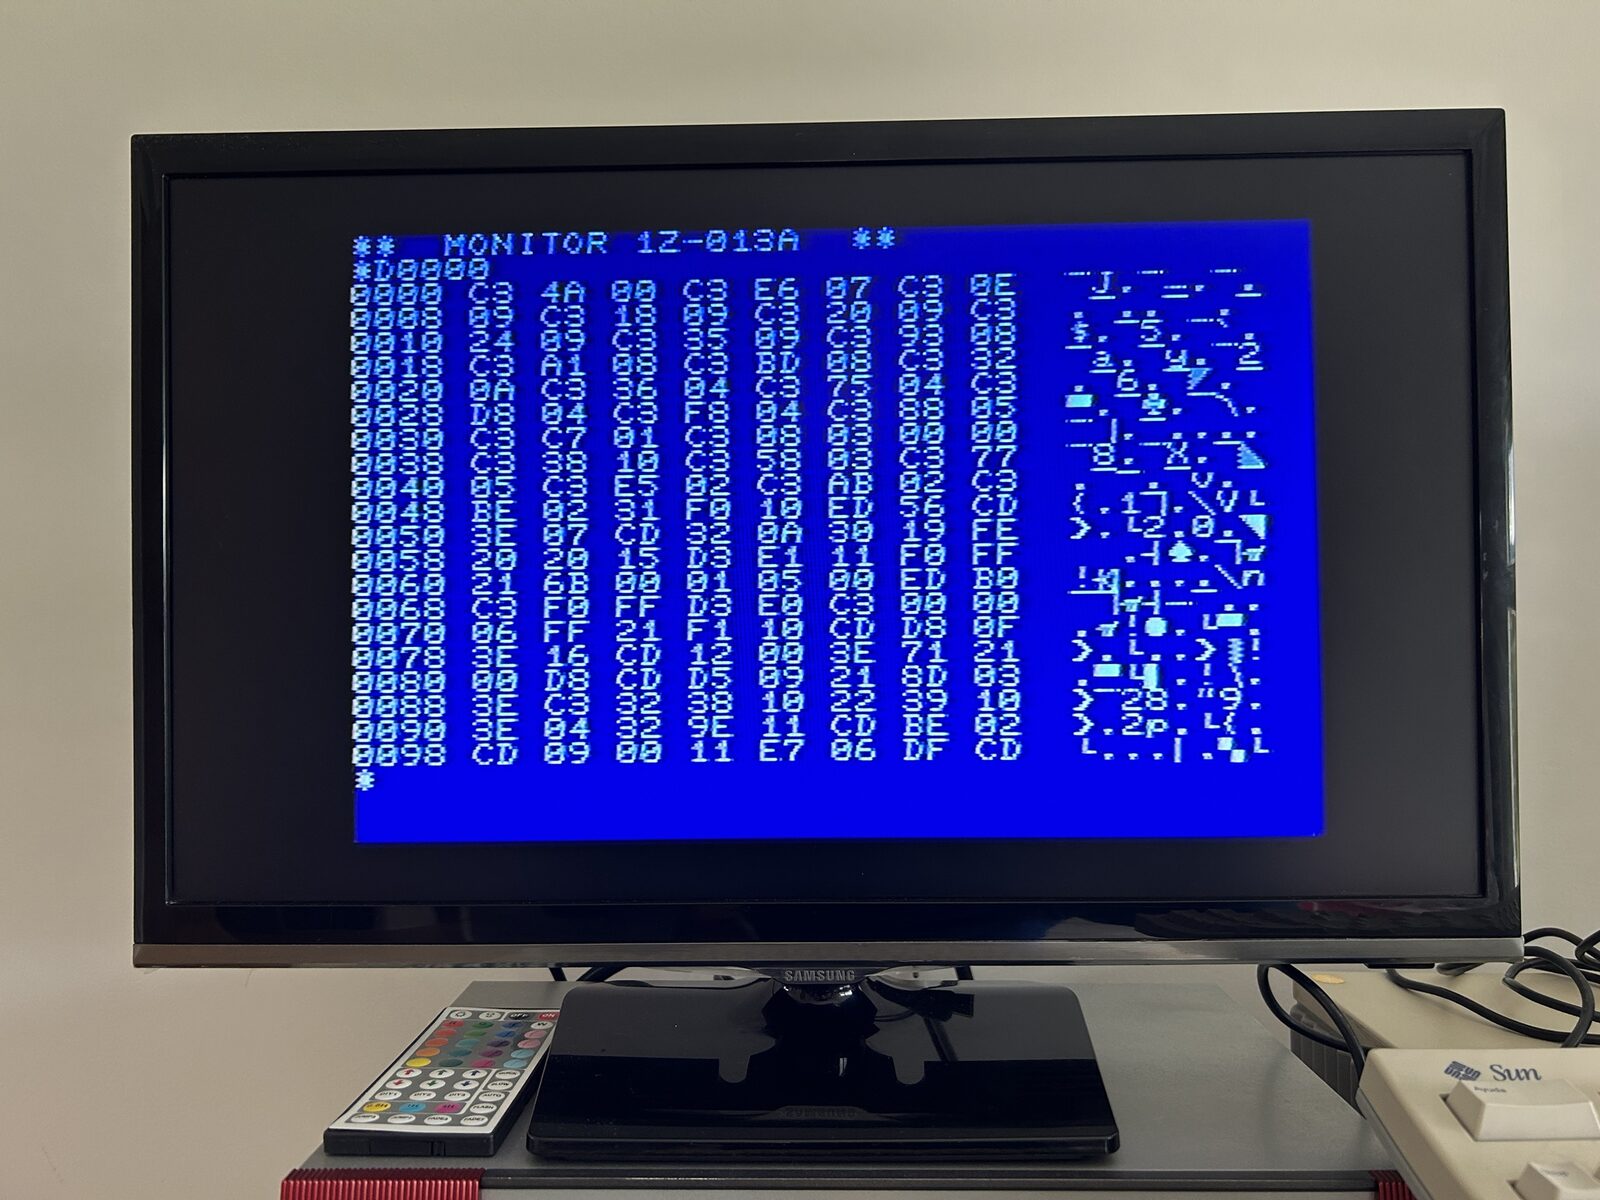 ** MONITOR 1Z-013A **
*D0000
0000 C3 4A 00 C3 E6 07 C3 0E
0008 09 C3 18 09 C3 20 09 C3
0010 24 09 C3 35 09 C3 93 08
0018 C3 A1 08 C3 BD 08 C3 32
0020 0A C3 36 04 C3 75 04 C3
0028 D8 04 C3 F8 04 C3 88 05
0030 C3 C7 01 C3 08 03 00 00
0038 C3 38 10 C3 58 03 C3 77
0040 05 C3 E5 02 C3 AB 02 C3
0048 BE 02 31 F0 10 ED 56 CD
0050 3E 07 CD 32 0A 30 19 FE
0058 20 20 15 D3 E1 11 F0 FF
0060 21 6B 00 01 05 00 ED B0
0068 C3 F0 FF D3 E0 C3 00 00
0070 06 FF 21 F1 10 CD D8 0F
0078 3E 16 CD 12 00 3E 71 21
0080 00 D8 CD D5 09 21 8D 03
0088 3E C3 32 38 10 22 39 10
0090 3E 04 32 9E 11 CD BE 02
0098 CD 09 00 11 E7 06 DF CD
*
SAMSUNG
OFF ON
Sun
Ayuda